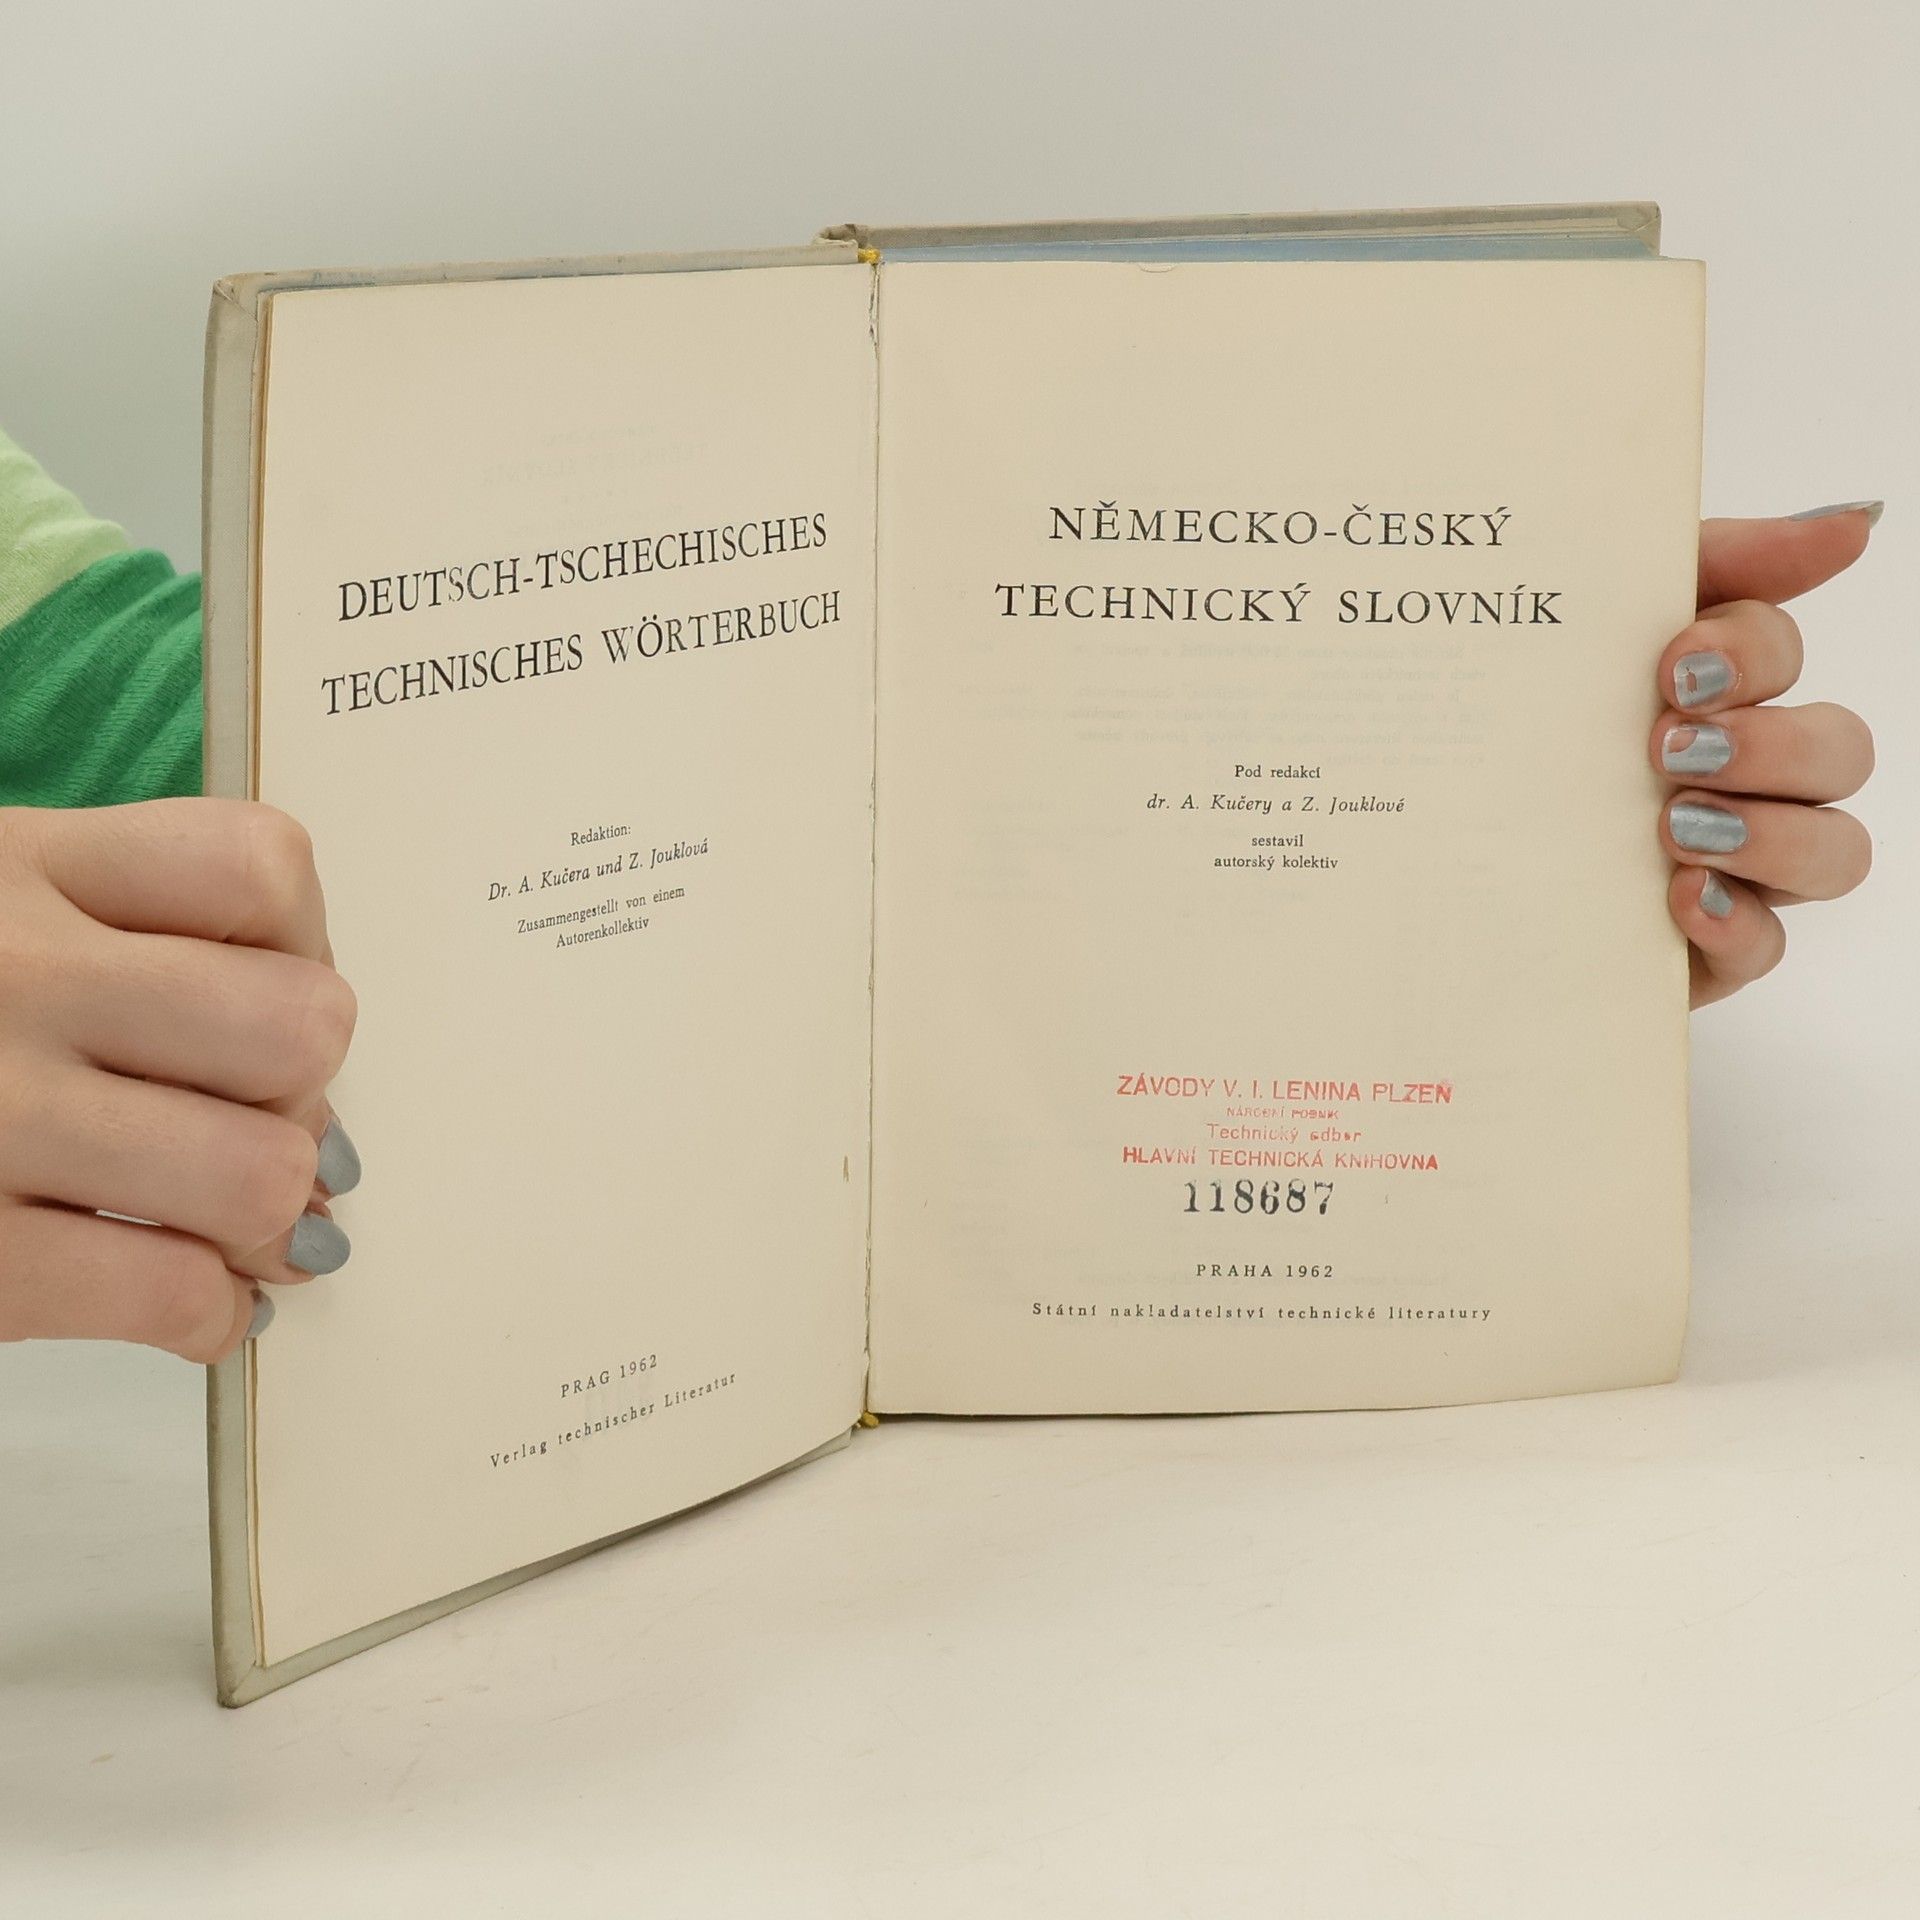 DEUTSCH-TSCHECHISCHES
TECHNISCHES WÖRTERBUCH
Redaktion:
Dr. A. Kučera und Z. Jouklová
Zusammengestellt von einem
Autorenkollektiv
PRAG 1962
Verlag technischer Literatur
NĚMECKO-ČESKÝ
TECHNICKÝ SLOVNÍK
Pod redakcí
dr. A. Kučery a Z. Jouklové
sestavil
autorský kolektiv
ZÁVODY V. I. LENINA PLZEŇ
NÁRODNÍ PODNIK
Technický odbor
HLAVNÍ TECHNICKÁ KNIHOVNA
118687
PRAHA 1962
Státní nakladatelství technické literatury